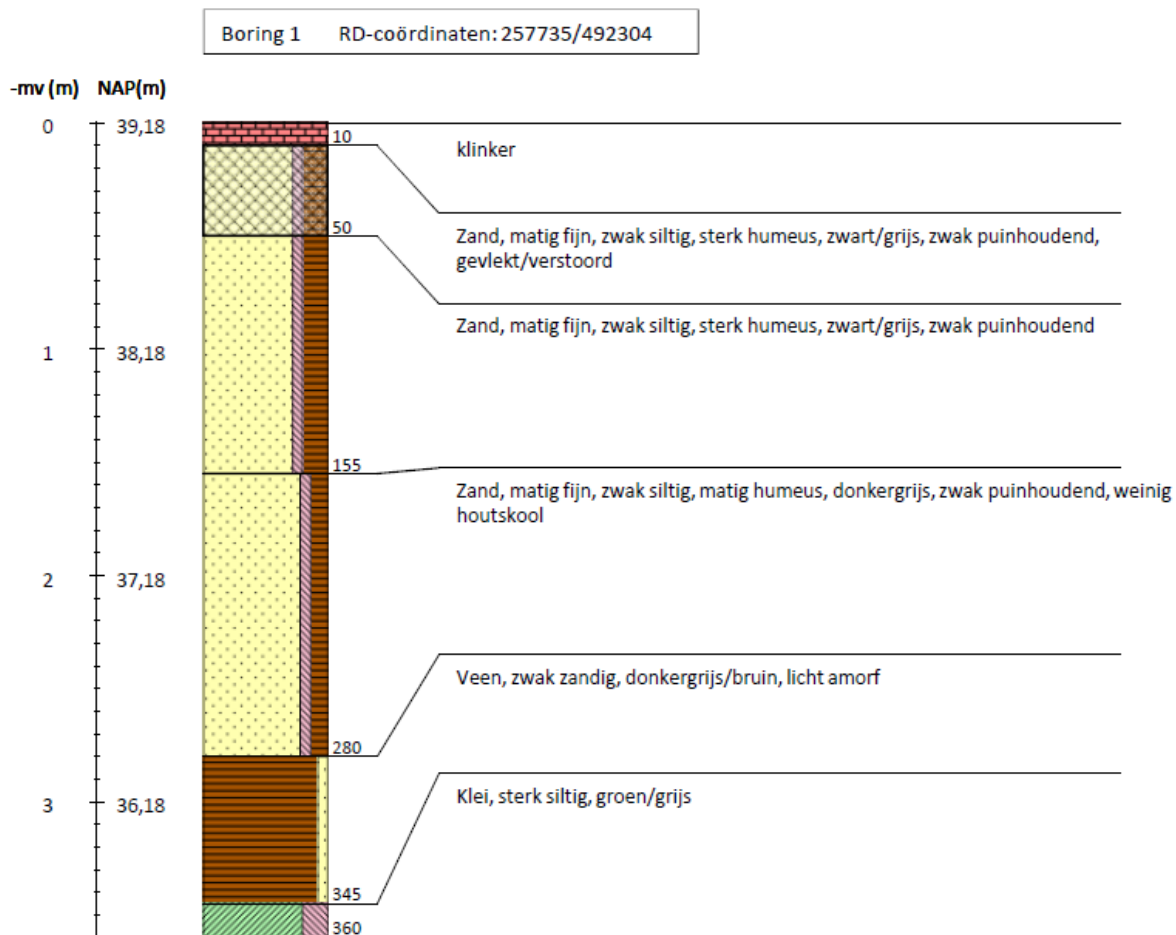 Boring 1 RD-coördinaten: 257735/492304
-mv (m) NAP(m)
0 39,18
10
klinker
50
Zand, matig fijn, zwak siltig, sterk humeus, zwart/grijs, zwak puinhoudend,
gevlekt/verstoord
Zand, matig fijn, zwak siltig, sterk humeus, zwart/grijs, zwak puinhoudend
1 38,18
155
Zand, matig fijn, zwak siltig, matig humeus, donkergrijs, zwak puinhoudend, weinig
houtskool
2 37,18
Veen, zwak zandig, donkergrijs/bruin, licht amorf
280
3 36,18
Klei, sterk siltig, groen/grijs
345
360